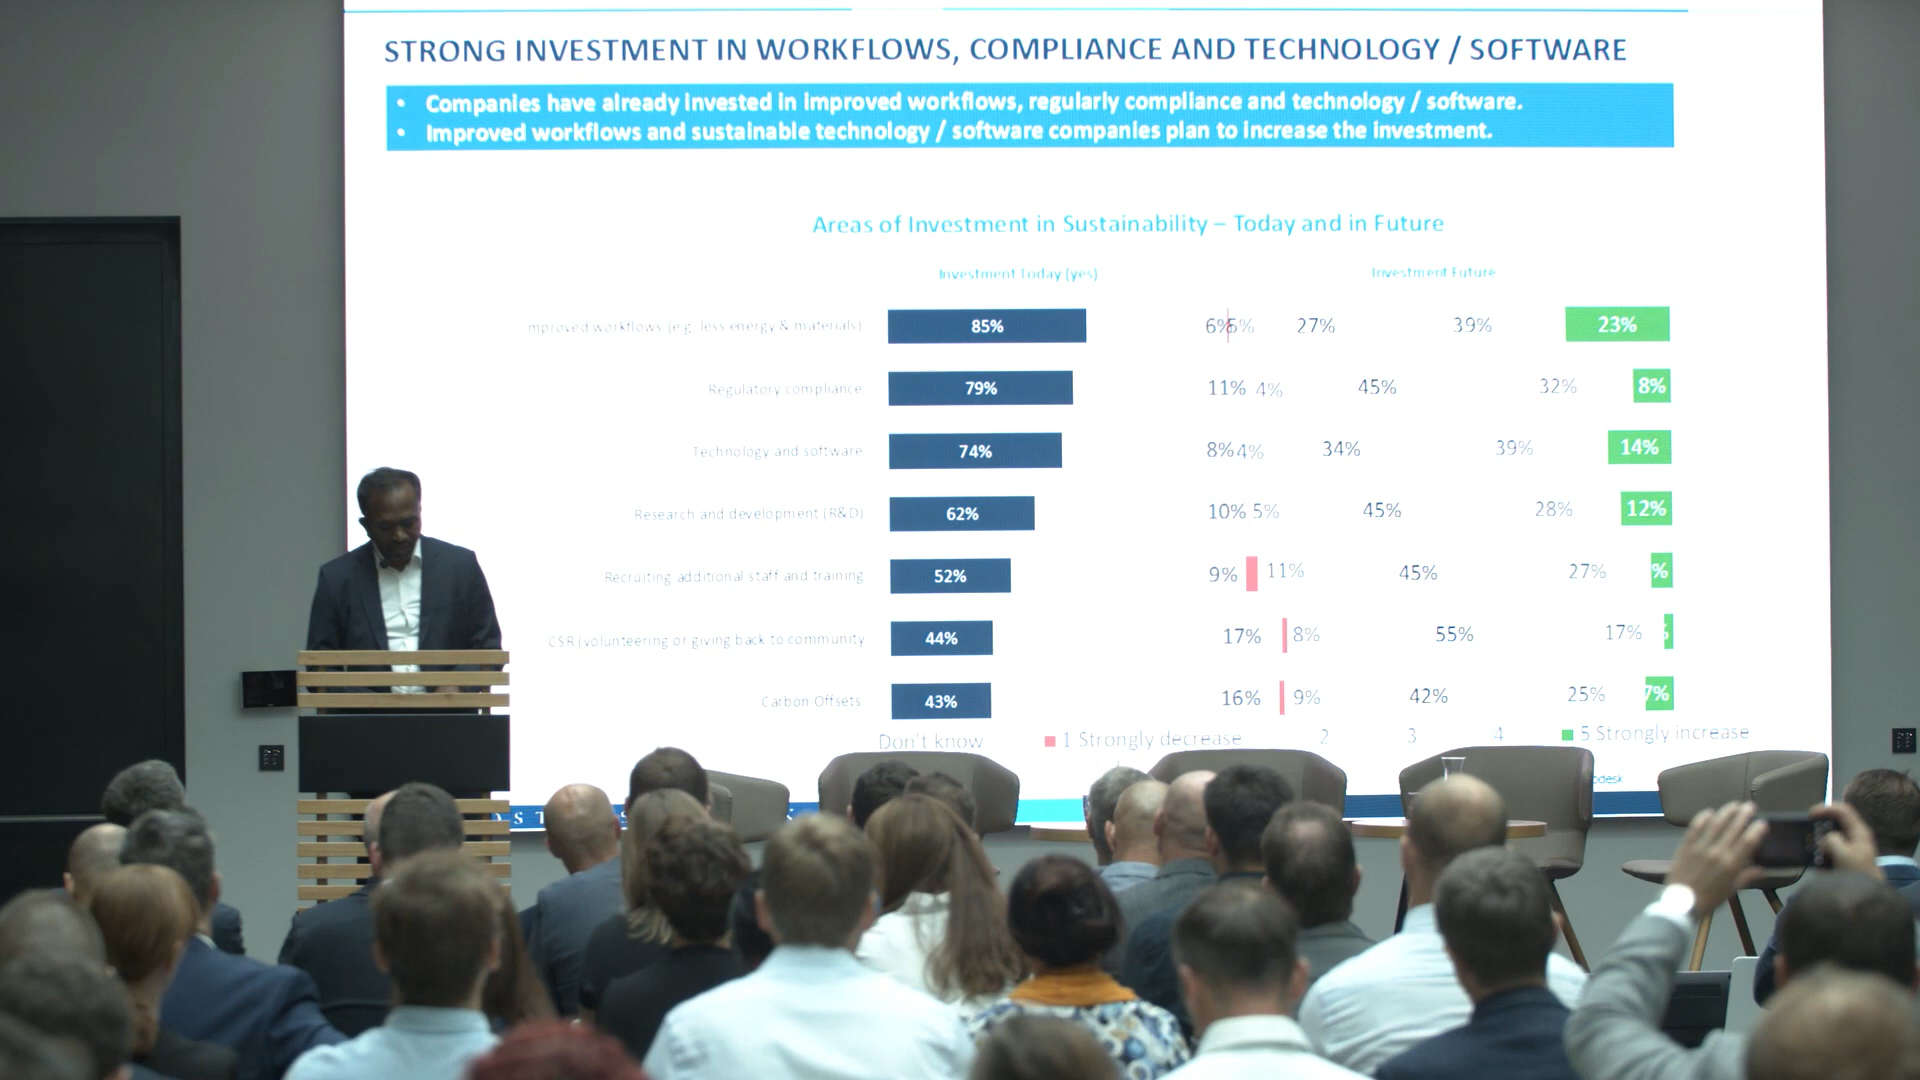 STRONG INVESTMENT IN WORKFLOWS, COMPLIANCE AND TECHNOLOGY / SOFTWARE
• Companies have already invested in improved workflows, regularly compliance and technology / software.
• Improved workflows and sustainable technology / software companies plan to increase the investment.
Areas of Investment in Sustainability – Today and in Future
Investment Today (yes) Investment Future
Improved workflows (e.g. less energy & materials) 85% 6% 5% 27% 39% 23%
Regulatory compliance 79% 11% 4% 45% 32% 8%
Technology and software 74% 8% 4% 34% 39% 14%
Research and development (R&D) 62% 10% 5% 45% 28% 12%
Recruiting additional staff and training 52% 9% 11% 45% 27% %
CSR (volunteering or giving back to community 44% 17% 8% 55% 17%
Carbon Offsets 43% 16% 9% 42% 25% 7%
Don't know 1 Strongly decrease 2 3 4 5 Strongly increase